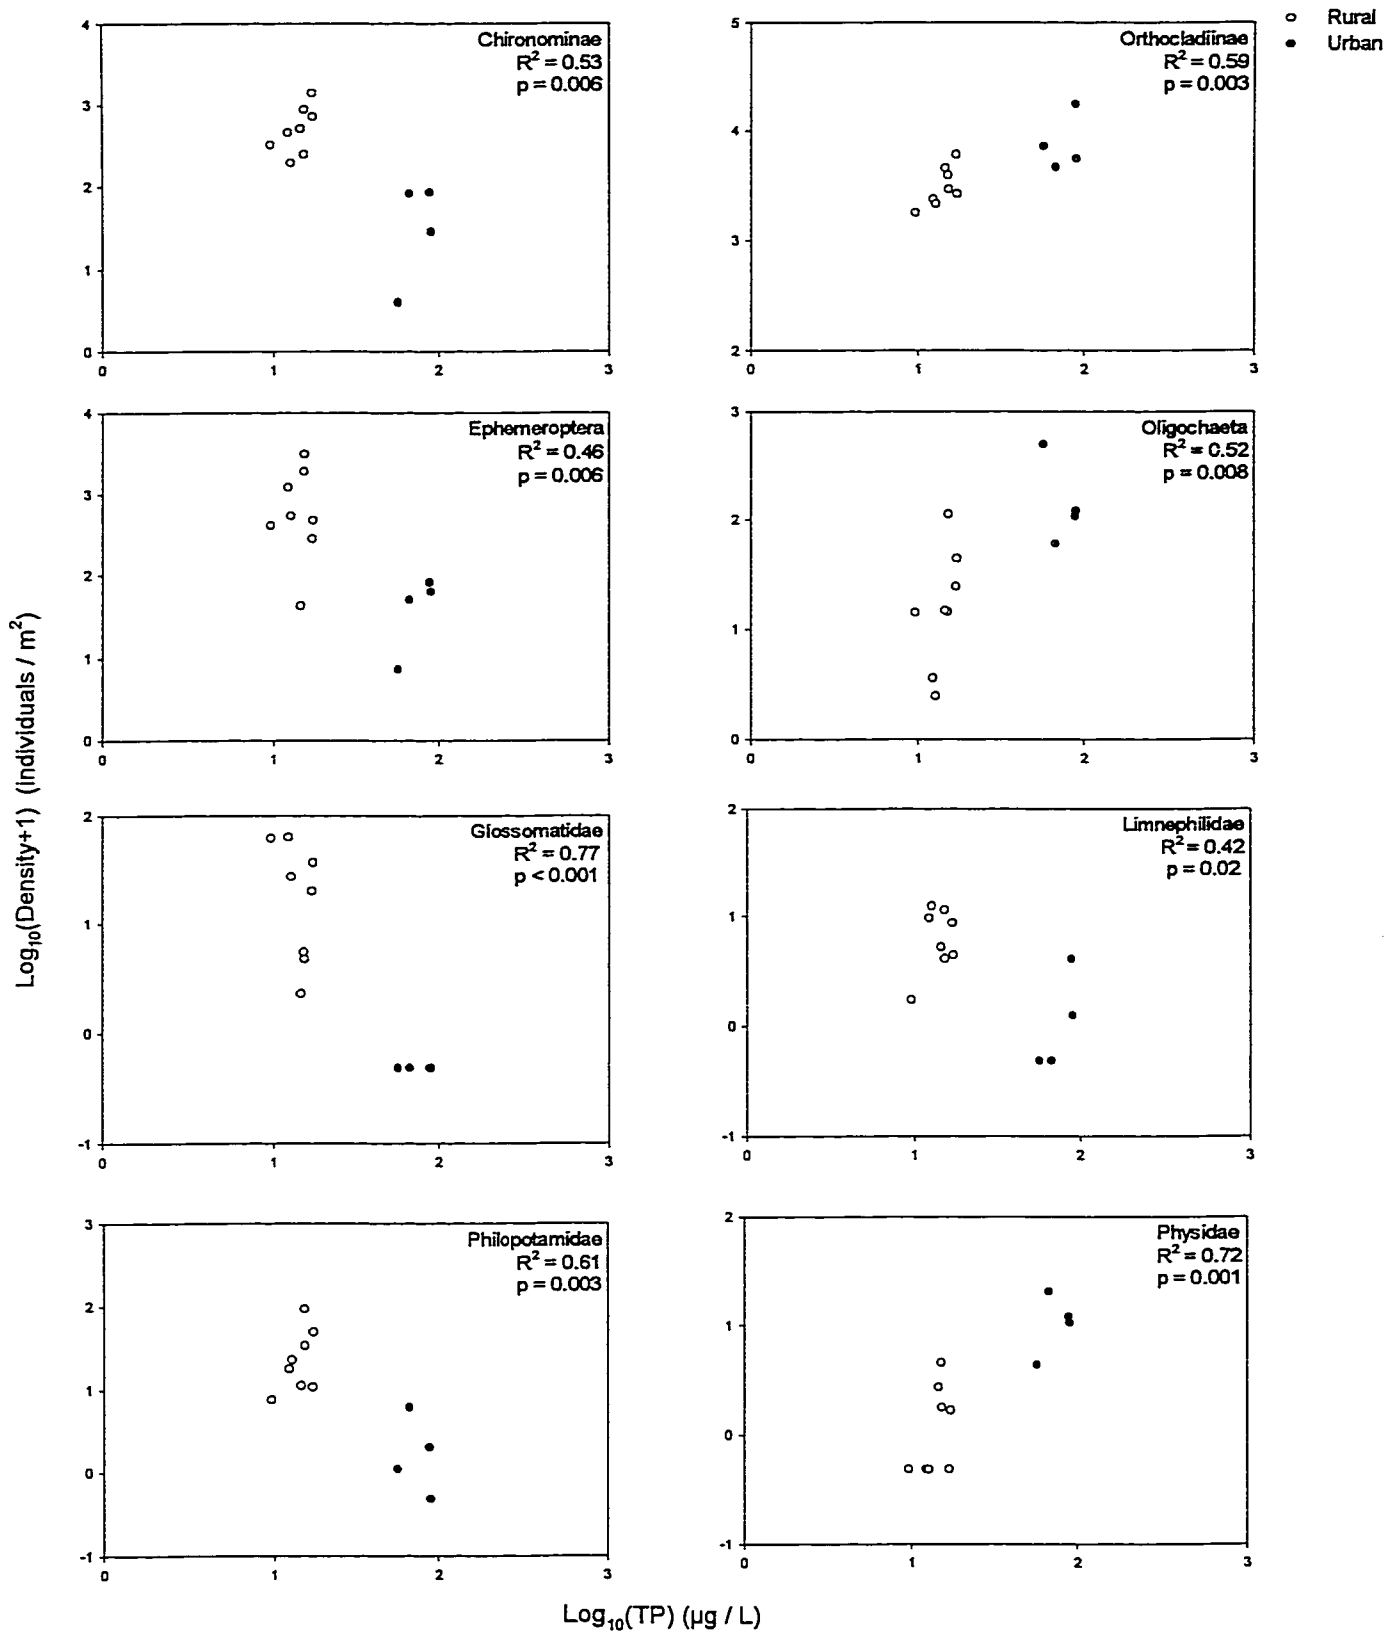 Rural
Urban
Chironominae
R² = 0.53
p = 0.006
4
3
2
1
0
0 1 2 3
Orthocladiinae
R² = 0.59
p = 0.003
5
4
3
2
0 1 2 3
Ephemeroptera
R² = 0.46
p = 0.006
4
3
2
1
0
0 1 2 3
Oligochaeta
R² = 0.52
p = 0.008
3
2
1
0
0 1 2 3
Glossomatidae
R² = 0.77
p < 0.001
2
1
0
-1
0 1 2 3
Limnephilidae
R² = 0.42
p = 0.02
2
1
0
-1
0 1 2 3
Philopotamidae
R² = 0.61
p = 0.003
3
2
1
0
-1
0 1 2 3
Physidae
R² = 0.72
p = 0.001
2
1
0
-1
0 1 2 3
Log₁₀(Density+1) (individuals / m²)
Log₁₀(TP) (µg / L)